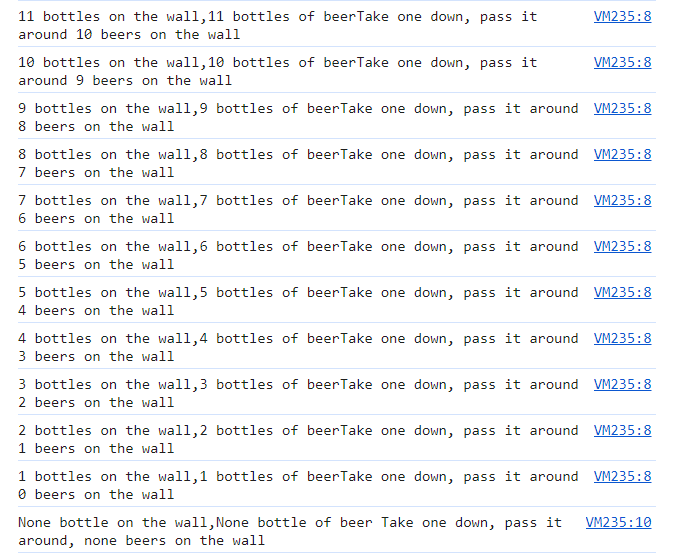 11 bottles on the wall,11 bottles of beerTake one down, pass it VM235:8
around 10 beers on the wall
10 bottles on the wall,10 bottles of beerTake one down, pass it VM235:8
around 9 beers on the wall
9 bottles on the wall,9 bottles of beerTake one down, pass it around VM235:8
8 beers on the wall
8 bottles on the wall,8 bottles of beerTake one down, pass it around VM235:8
7 beers on the wall
7 bottles on the wall,7 bottles of beerTake one down, pass it around VM235:8
6 beers on the wall
6 bottles on the wall,6 bottles of beerTake one down, pass it around VM235:8
5 beers on the wall
5 bottles on the wall,5 bottles of beerTake one down, pass it around VM235:8
4 beers on the wall
4 bottles on the wall,4 bottles of beerTake one down, pass it around VM235:8
3 beers on the wall
3 bottles on the wall,3 bottles of beerTake one down, pass it around VM235:8
2 beers on the wall
2 bottles on the wall,2 bottles of beerTake one down, pass it around VM235:8
1 beers on the wall
1 bottles on the wall,1 bottles of beerTake one down, pass it around VM235:8
0 beers on the wall
None bottle on the wall,None bottle of beer Take one down, pass it VM235:10
around, none beers on the wall